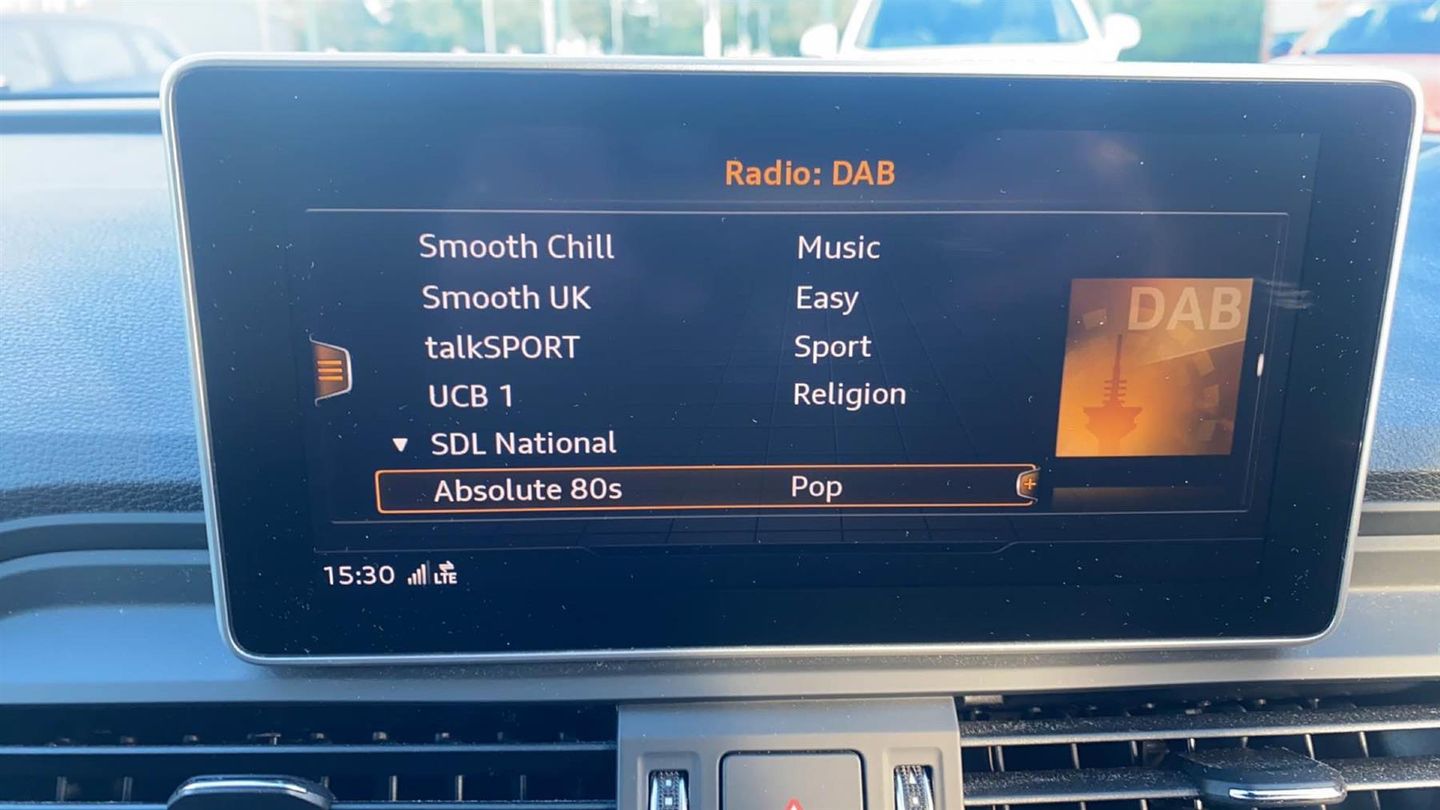 Radio: DAB
Smooth Chill Music
Smooth UK Easy
talkSPORT Sport
UCB 1 Religion
SDL National
Absolute 80s Pop
DAB
15:30 LTE